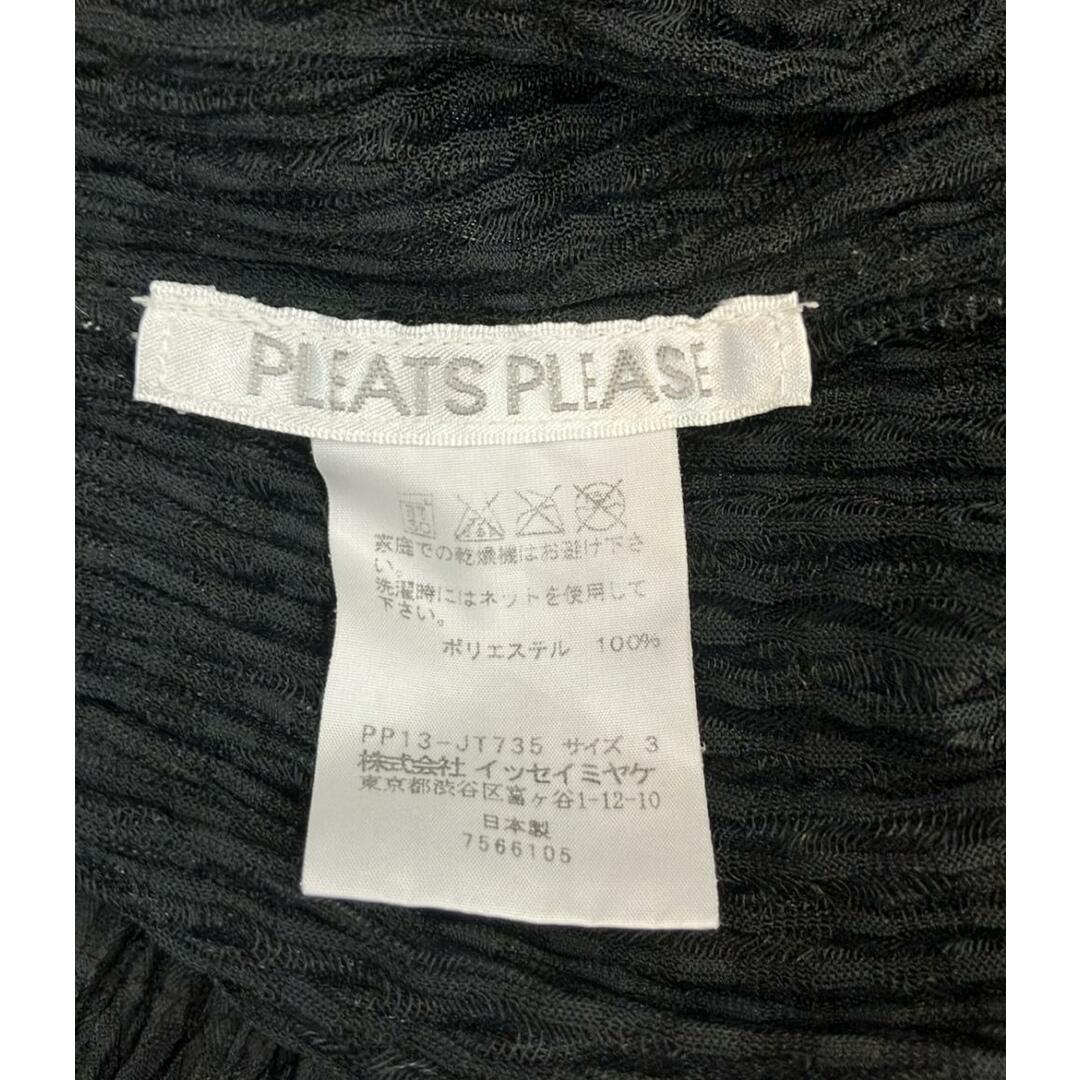 PLEATS PLEASE
家庭での乾燥機はお避け下さ
い。
洗濯時にはネットを使用して
下さい。
ポリエステル 100%
PP13-JT735 サイズ 3
株式会社 イッセイミヤケ
東京都渋谷区富ヶ谷1-12-10
日本製
7566105